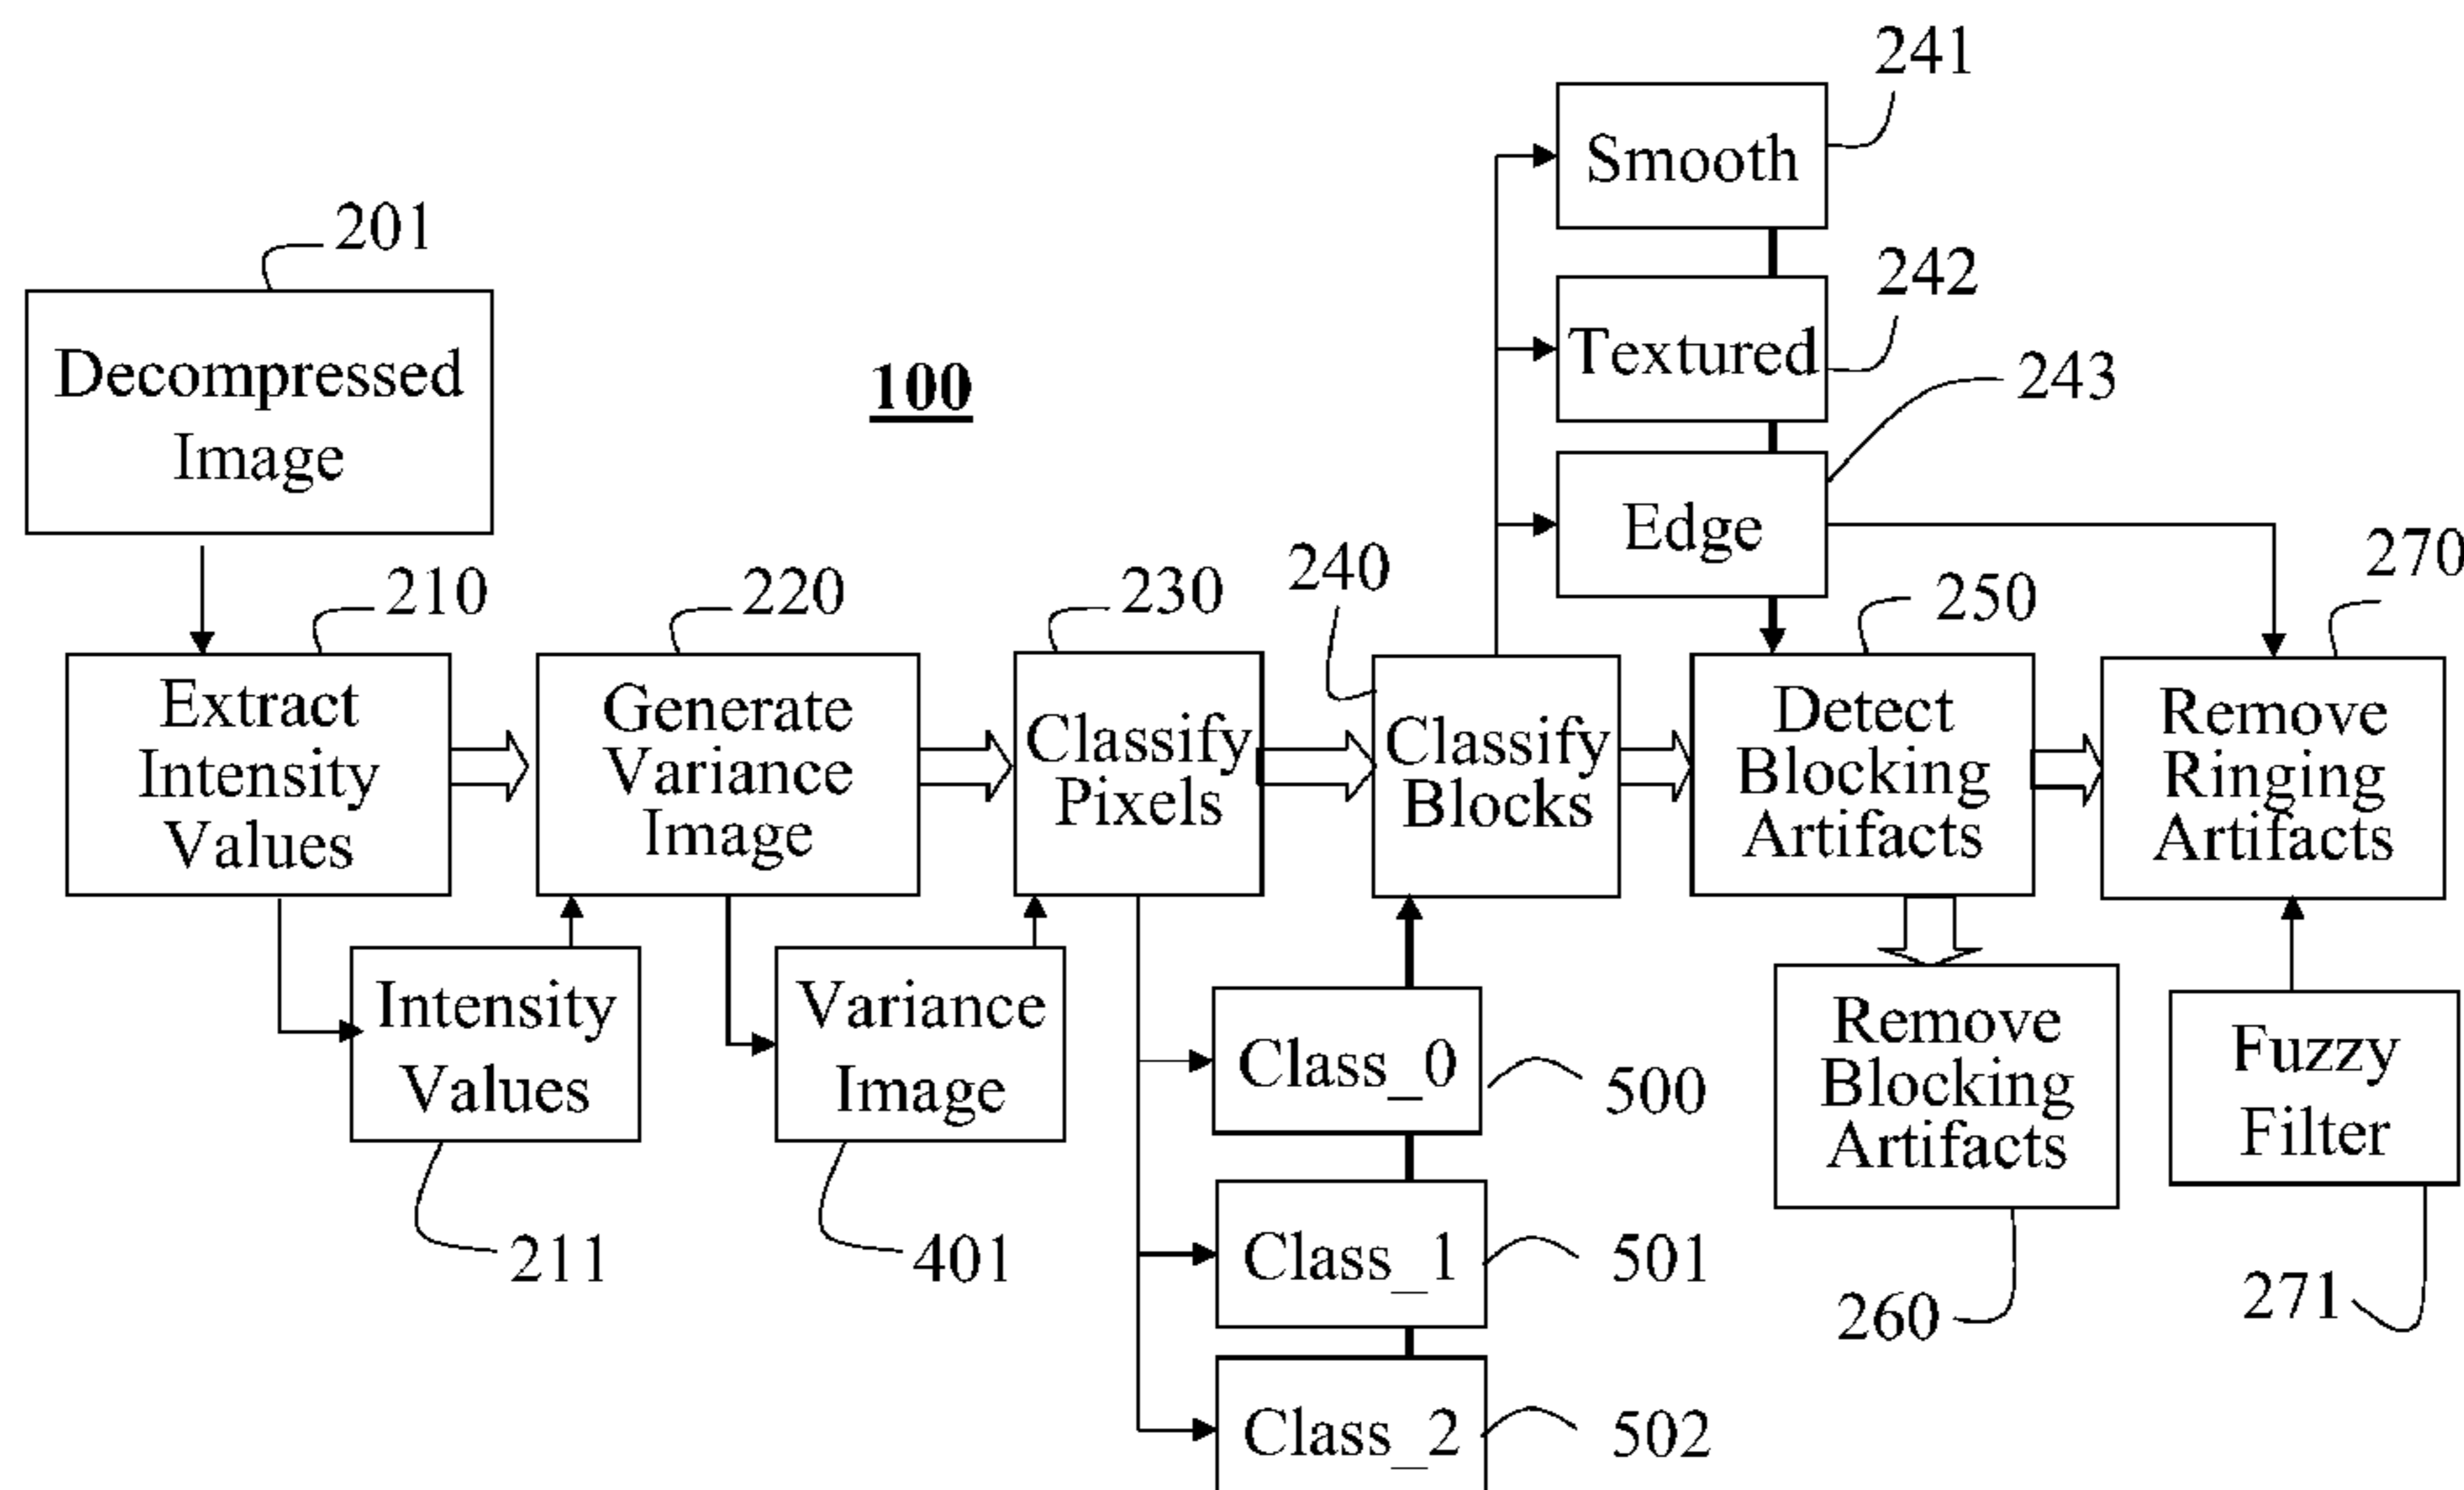 241
Smooth
201
242
Textured
Decompressed
Image
100
243
Edge
240
270
210
220
230
250
Extract
Intensity
Values
Generate
Variance
Image
Classify
Pixels
Classify
Blocks
Detect
Blocking
Artifacts
Remove
Ringing
Artifacts
Intensity
Values
Variance
Image
Class_0
500
Remove
Blocking
Artifacts
Fuzzy
Filter
211
401
Class_1
501
260
271
Class_2
502